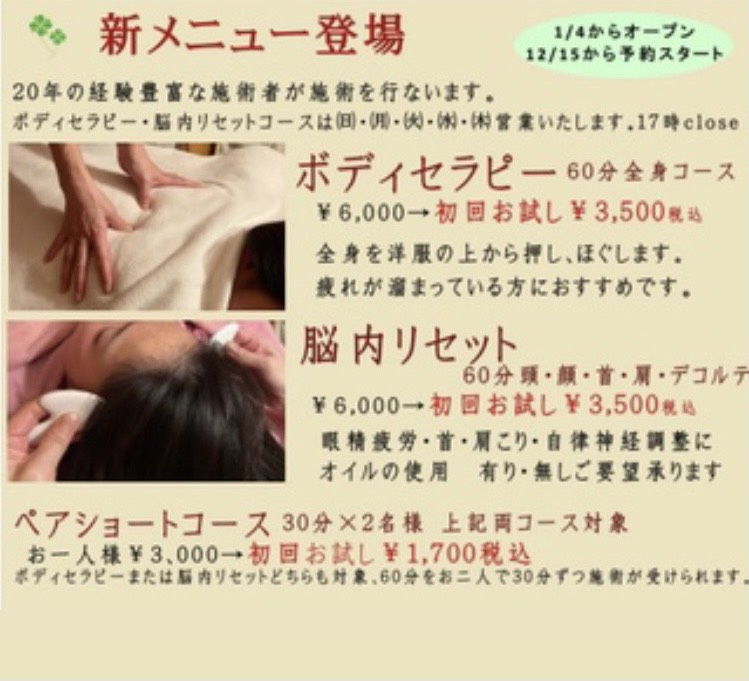 新メニュー登場
1/4からオープン
12/15から予約スタート
20年の経験豊富な施術者が施術を行ないます。
ボディセラピー・脳内リセットコースは㈰・㈪・㈫・㈬・㈭営業いたします。17時close
ボディセラピー 60分全身コース
¥6,000→初回お試し¥3,500税込
全身を洋服の上から押し、ほぐします。
疲れが溜まっている方におすすめです。
脳内リセット
60分頭・顔・首・肩・デコルテ
¥6,000→初回お試し¥3,500税込
眼精疲労・首・肩こり・自律神経調整に
オイルの使用 有り・無しご要望承ります
ペアショートコース 30分×2名様 上記両コース対象
お一人様¥3,000→初回お試し¥1,700税込
ボディセラピーまたは脳内リセットどちらも対象、60分をお二人で30分ずつ施術が受けられます。